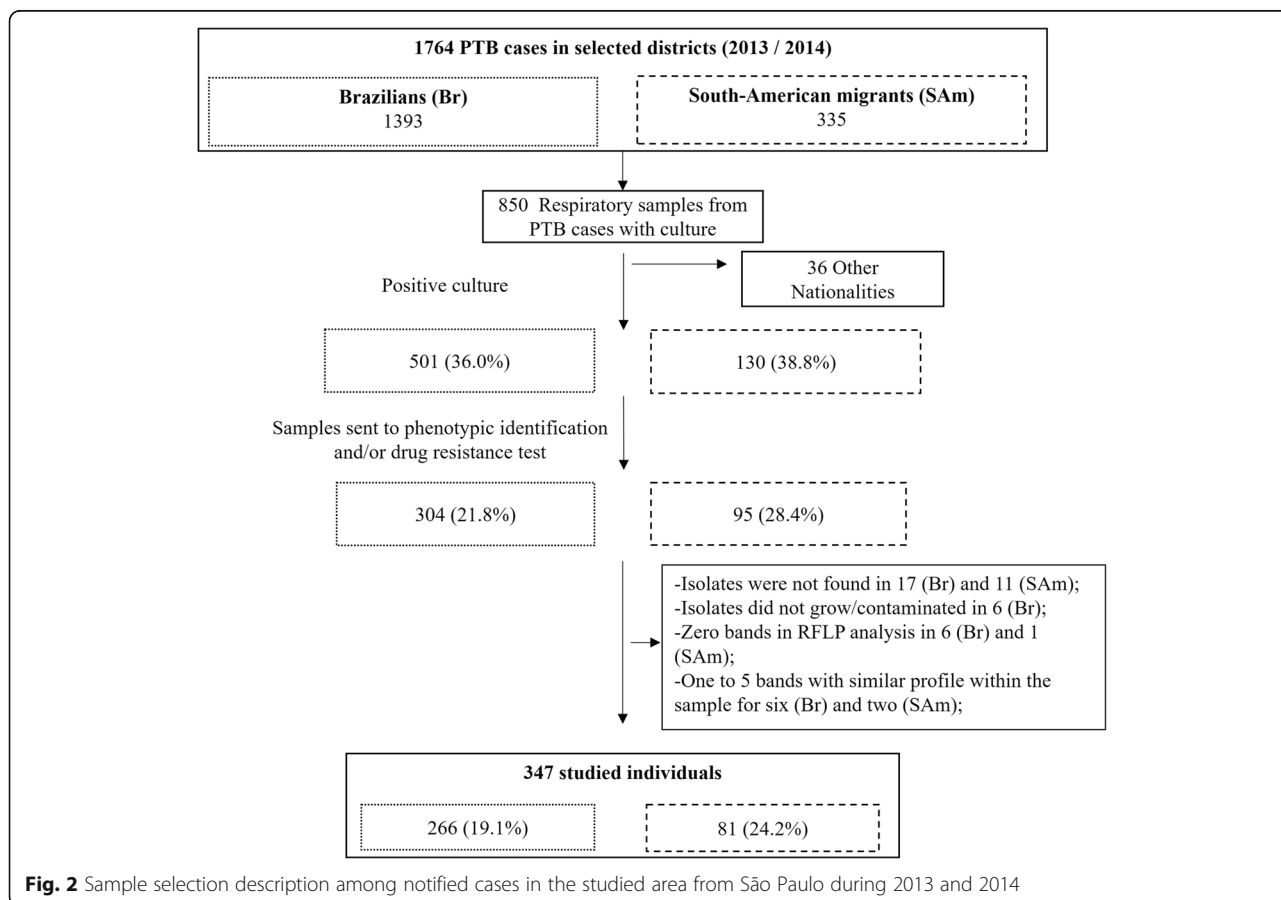 1764 PTB cases in selected districts (2013 / 2014)
Brazilians (Br)
1393
South-American migrants (SAm)
335
850 Respiratory samples from
PTB cases with culture
36 Other
Nationalities
Positive culture
501 (36.0%)
130 (38.8%)
Samples sent to phenotypic identification
and/or drug resistance test
304 (21.8%)
95 (28.4%)
-Isolates were not found in 17 (Br) and 11 (SAm);
-Isolates did not grow/contaminated in 6 (Br);
-Zero bands in RFLP analysis in 6 (Br) and 1
(SAm);
-One to 5 bands with similar profile within the
sample for six (Br) and two (SAm);
347 studied individuals
266 (19.1%)
81 (24.2%)
Fig. 2 Sample selection description among notified cases in the studied area from São Paulo during 2013 and 2014